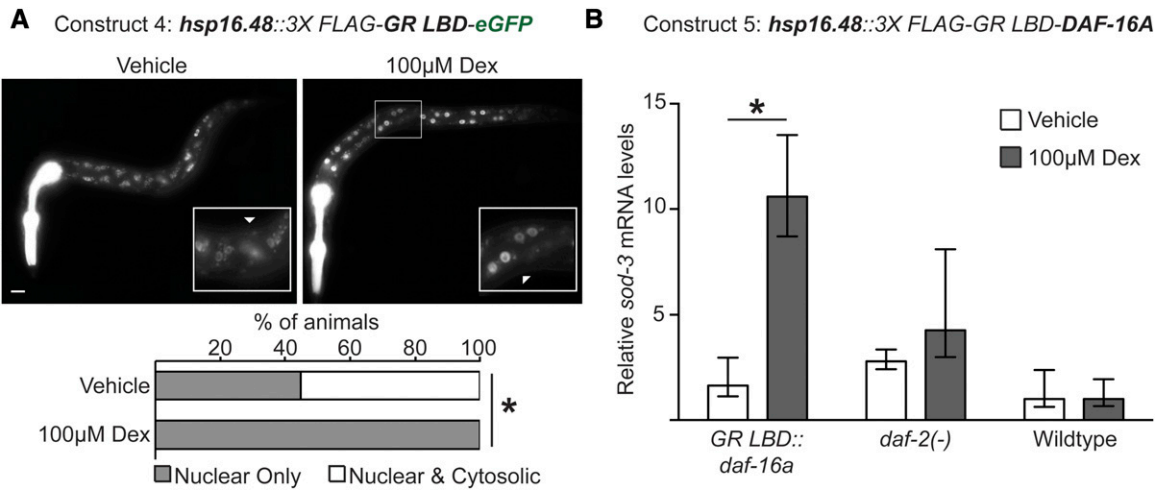 A Construct 4: hsp16.48::3X FLAG-GR LBD-eGFP
Vehicle 100µM Dex
% of animals
20 40 60 80 100
Vehicle
100µM Dex
*
Nuclear Only Nuclear & Cytosolic
B Construct 5: hsp16.48::3X FLAG-GR LBD-DAF-16A
Relative sod-3 mRNA levels
15
10
5
*
Vehicle
100µM Dex
GR LBD::
daf-16a
daf-2(-)
Wildtype